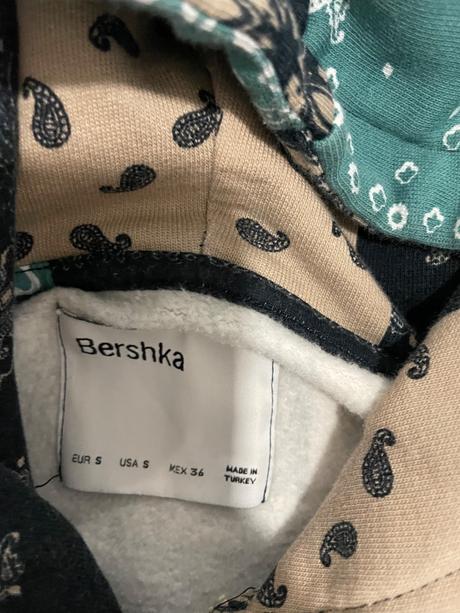 Bershka
EUR S USA S MEX 36 MADE IN
TURKEY